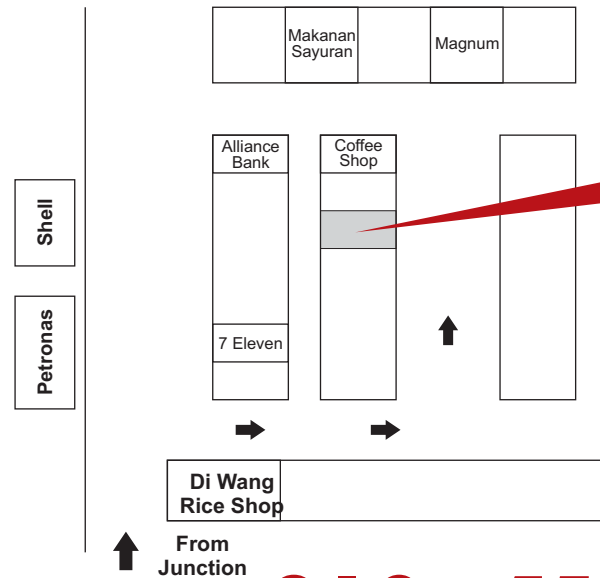 Makanan
Sayuran
Magnum
Alliance
Bank
Coffee
Shop
Shell
Petronas
7 Eleven
Di Wang
Rice Shop
From
Junction